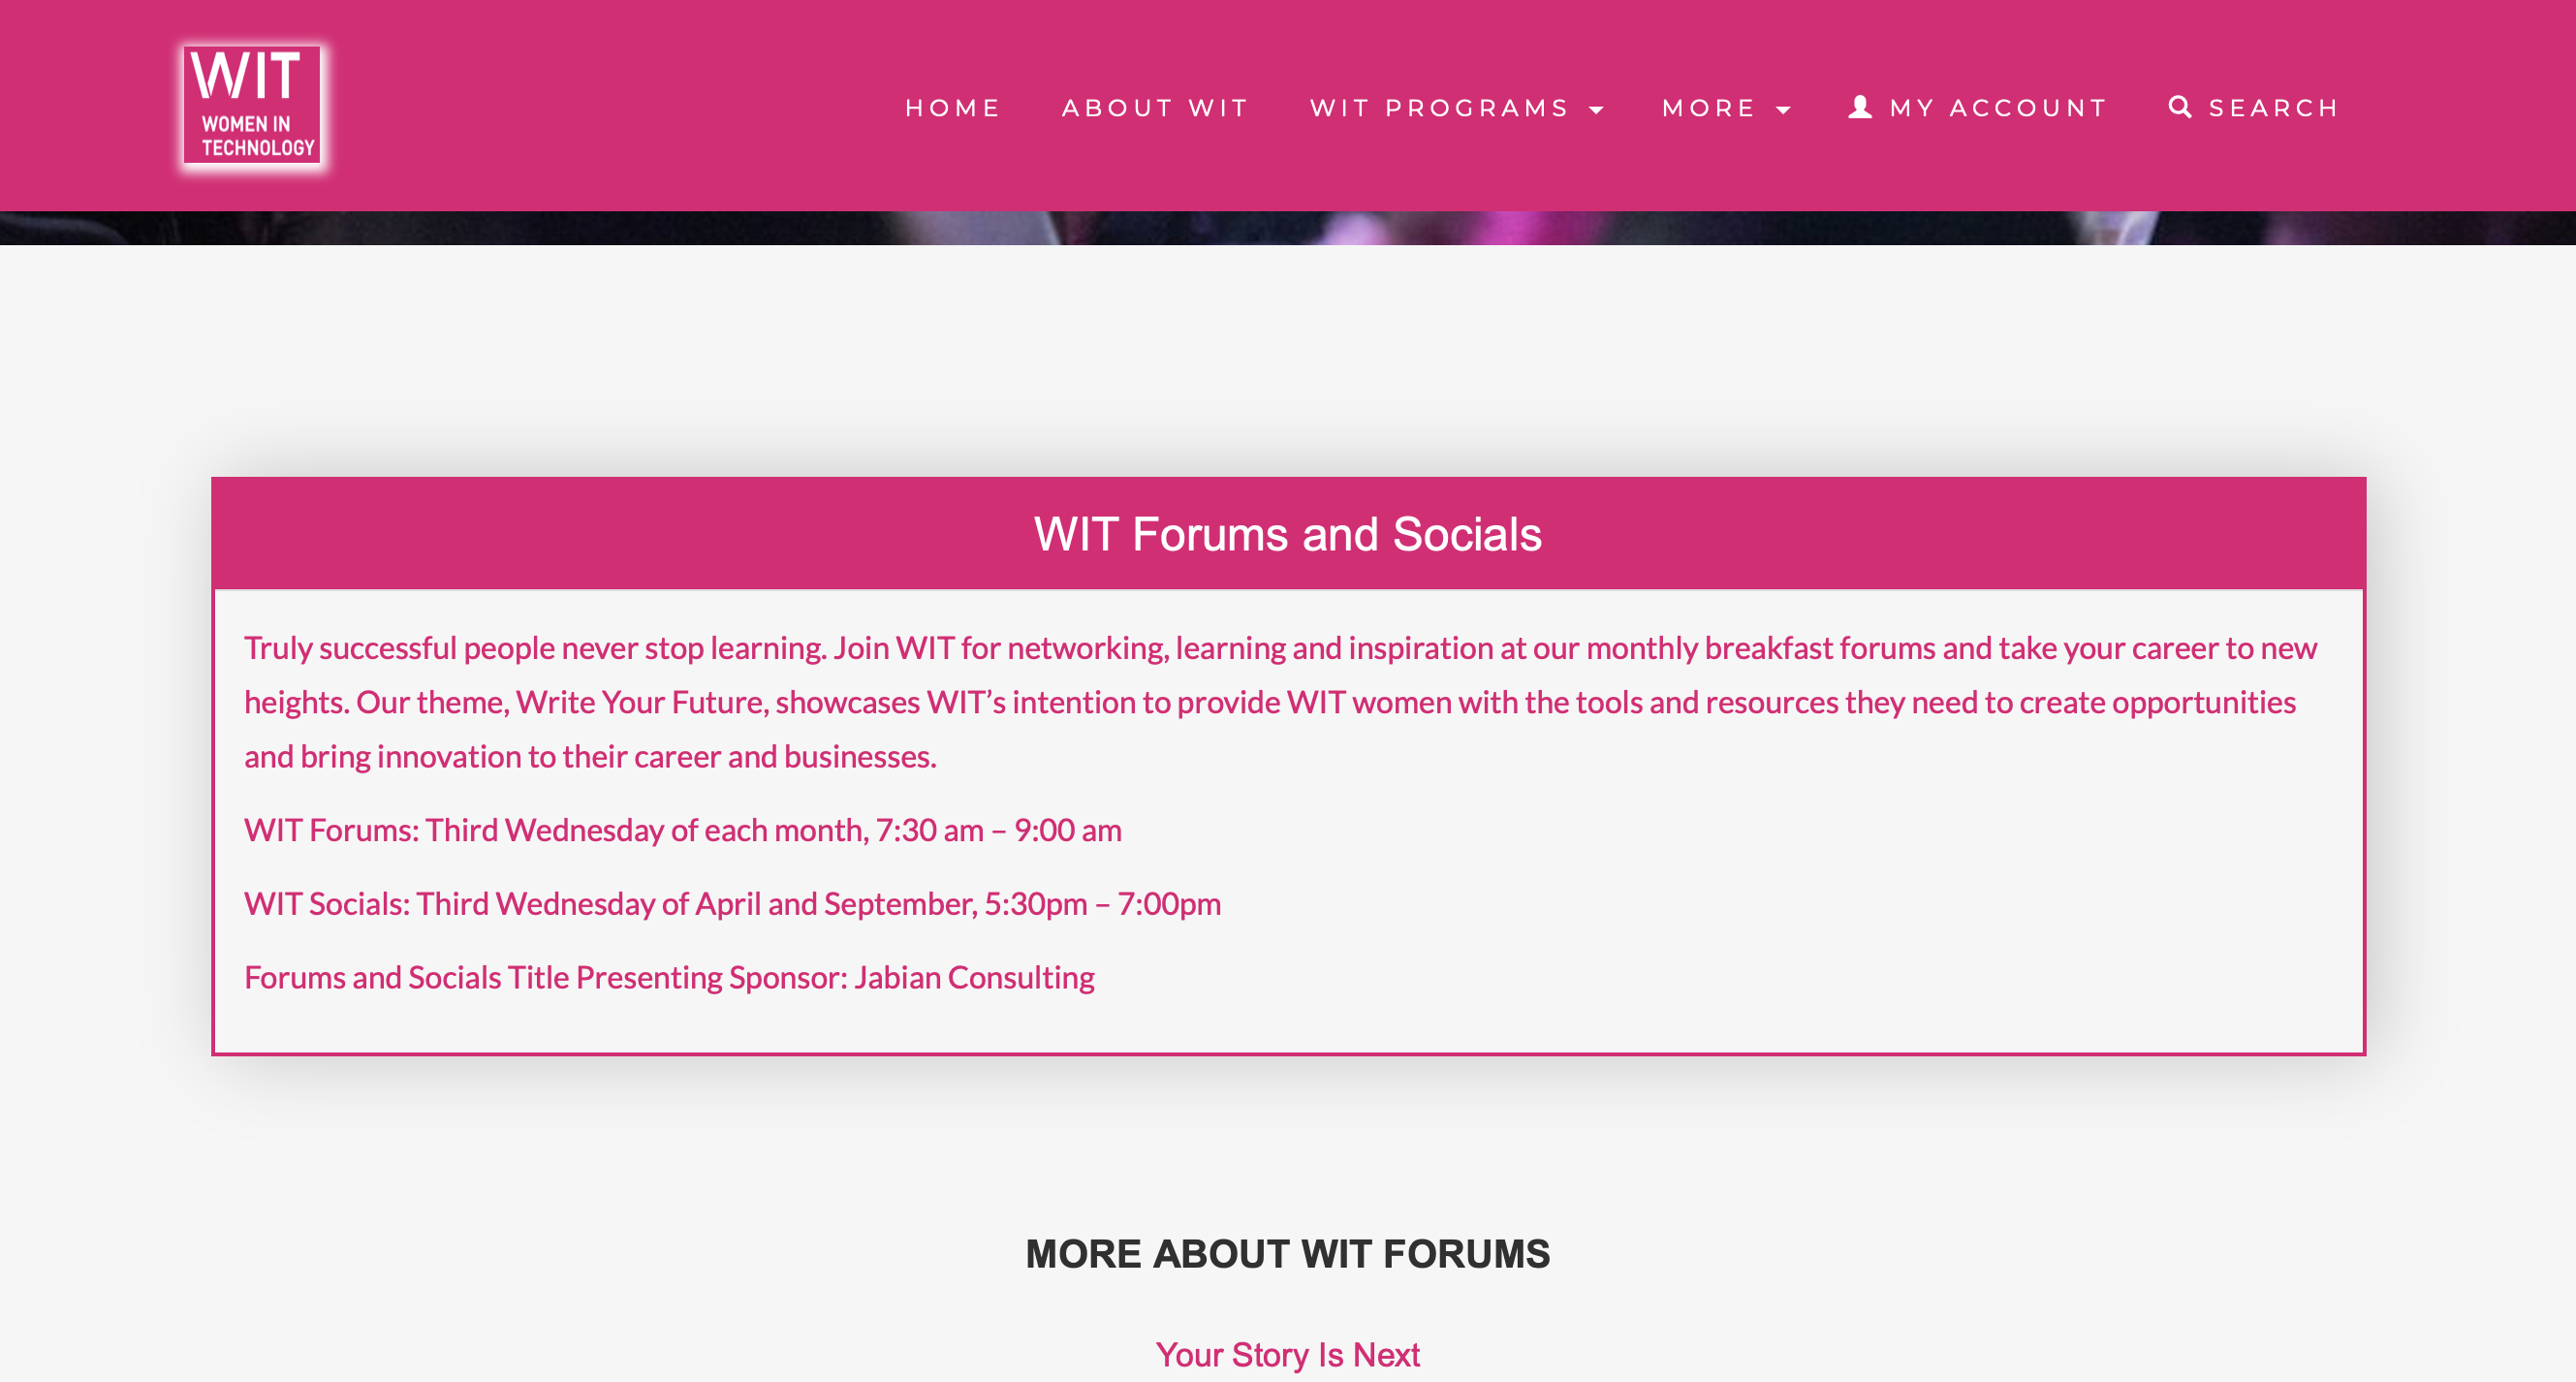 WIT
WOMEN IN
TECHNOLOGY
HOME ABOUT WIT WIT PROGRAMS MORE MY ACCOUNT SEARCH
WIT Forums and Socials
Truly successful people never stop learning. Join WIT for networking, learning and inspiration at our monthly breakfast forums and take your career to new
heights. Our theme, Write Your Future, showcases WIT’s intention to provide WIT women with the tools and resources they need to create opportunities
and bring innovation to their career and businesses.
WIT Forums: Third Wednesday of each month, 7:30 am – 9:00 am
WIT Socials: Third Wednesday of April and September, 5:30pm – 7:00pm
Forums and Socials Title Presenting Sponsor: Jabian Consulting
MORE ABOUT WIT FORUMS
Your Story Is Next